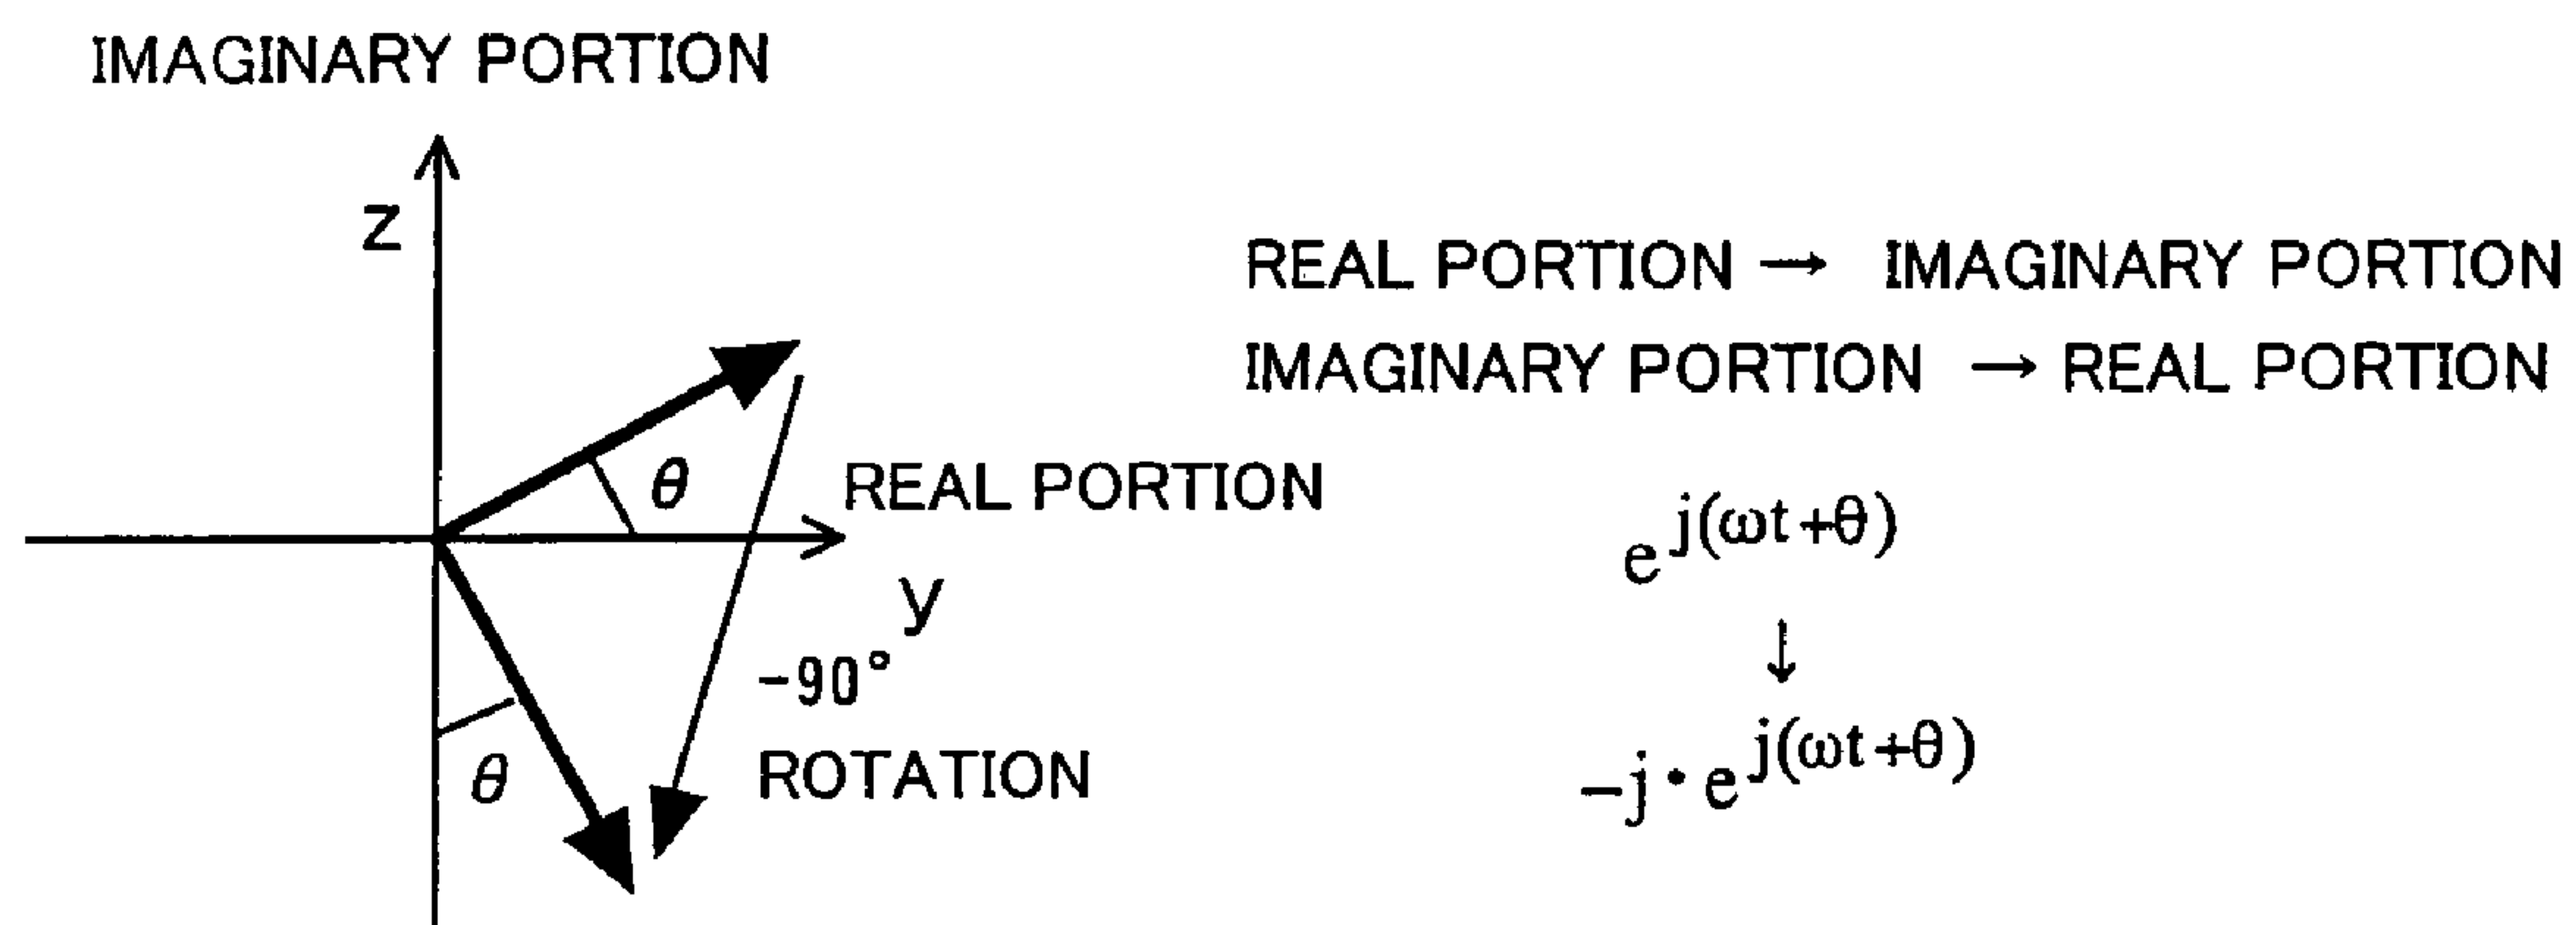 IMAGINARY PORTION
z
θ
REAL PORTION
y
-90°
ROTATION
θ
REAL PORTION → IMAGINARY PORTION
IMAGINARY PORTION → REAL PORTION
e^{j(ωt+θ)}
↓
-j·e^{j(ωt+θ)}